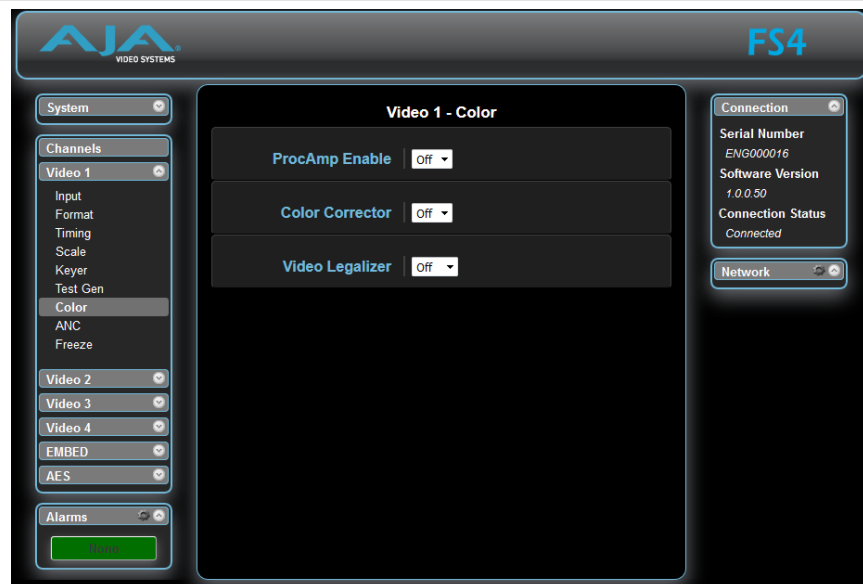 AJA
VIDEO SYSTEMS
FS4
System
Channels
Video 1
Input
Format
Timing
Scale
Keyer
Test Gen
Color
ANC
Freeze
Video 2
Video 3
Video 4
EMBED
AES
Alarms
None
Video 1 - Color
ProcAmp Enable Off
Color Corrector Off
Video Legalizer Off
Connection
Serial Number
ENG000016
Software Version
1.0.0.50
Connection Status
Connected
Network